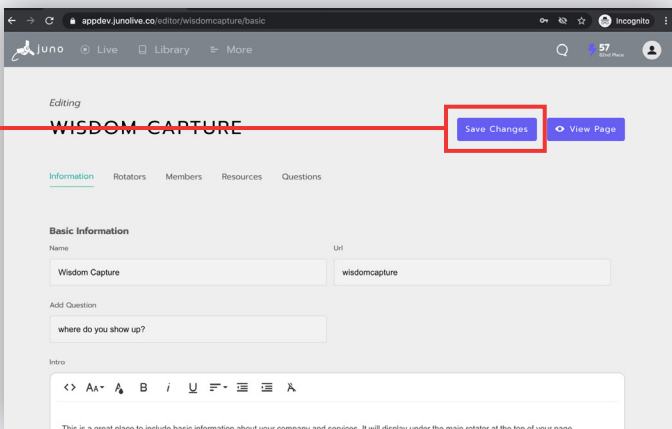 appdev.junolive.co/editor/wisdomcapture/basic
Incognito
juno Live Library More
57
62nd Place
Editing
WISDOM CAPTURE
Save Changes View Page
Information Rotators Members Resources Questions
Basic Information
Name Url
Wisdom Capture wisdomcapture
Add Question
where do you show up?
Intro
This is a great place to include basic information about your company and services. It will display under the main rotator at the top of your page.